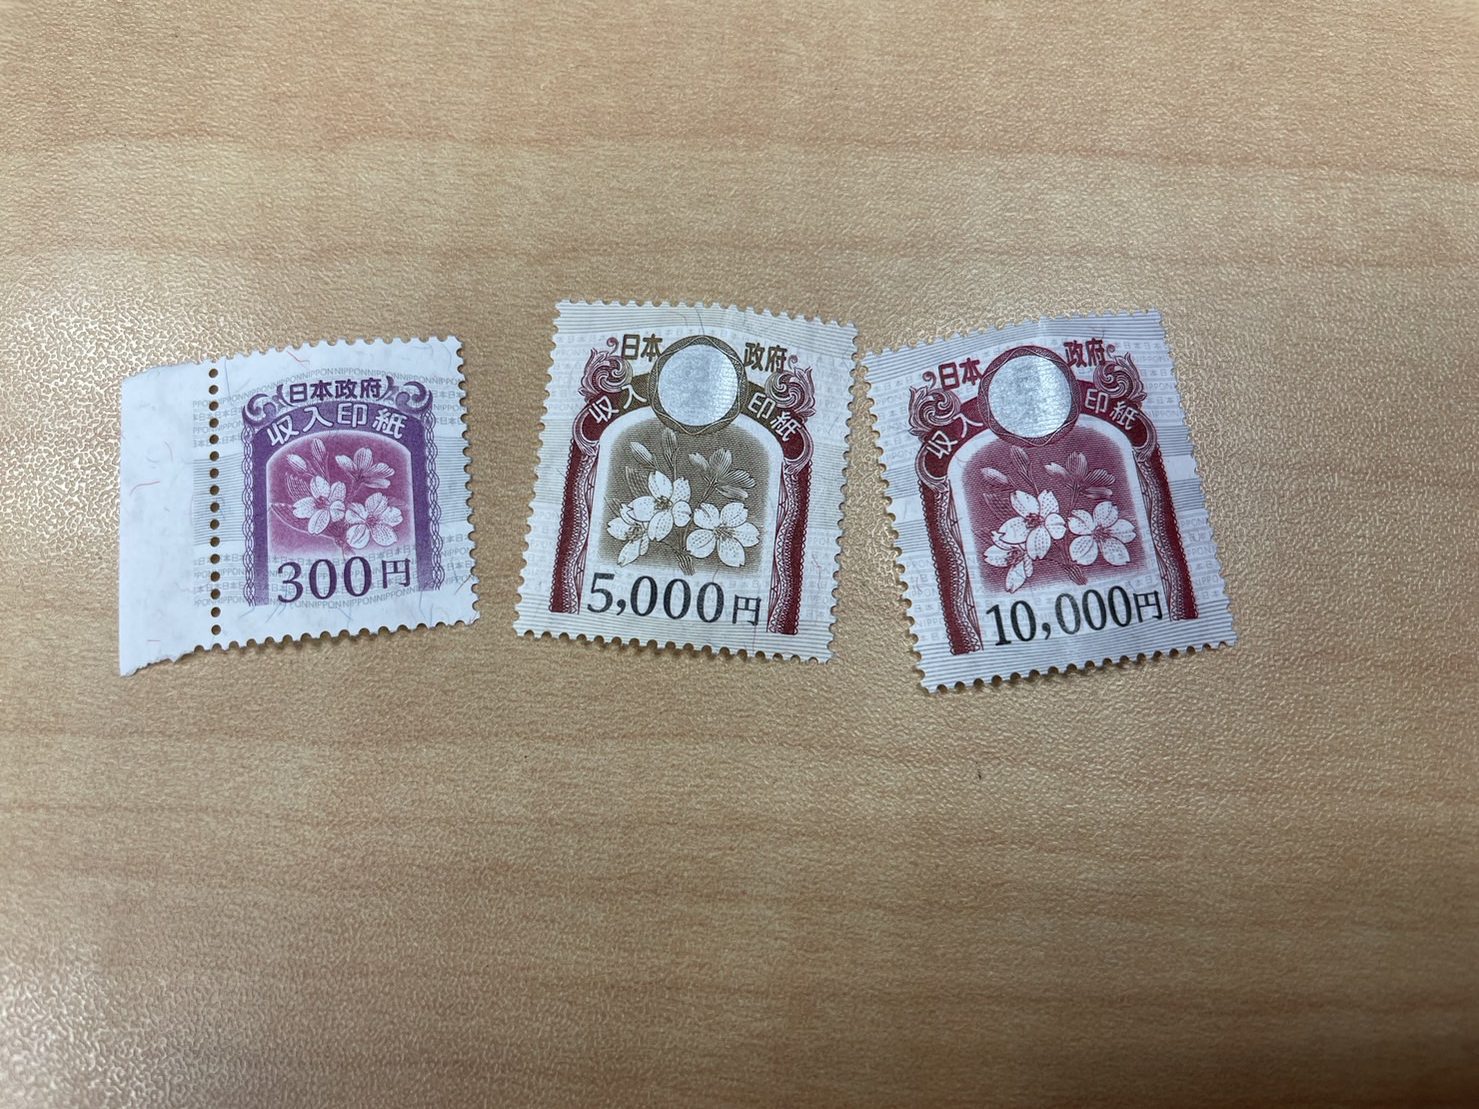 日本政府
収入印紙
300円
日本 政府
収入 印紙
5,000円
日本 政府
収入 印紙
10,000円